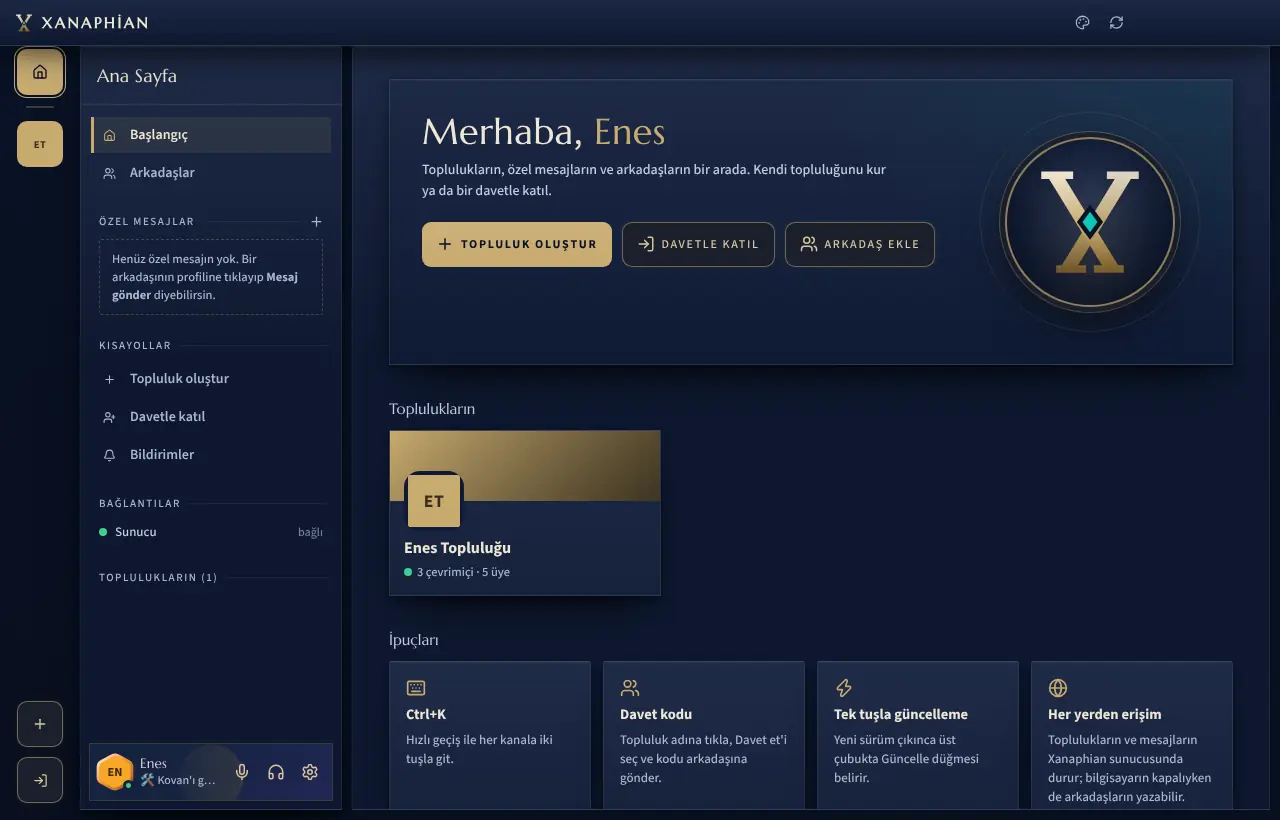 XANAPHİAN
ET
Ana Sayfa
Başlangıç
Arkadaşlar
ÖZEL MESAJLAR
Henüz özel mesajın yok. Bir
arkadaşının profiline tıklayıp Mesaj
gönder diyebilirsin.
KISAYOLLAR
Topluluk oluştur
Davetle katıl
Bildirimler
BAĞLANTILAR
Sunucu bağlı
TOPLULUKLARIN (1)
EN
Enes
Kovan'ı g...
Merhaba, Enes
Toplulukların, özel mesajların ve arkadaşların bir arada. Kendi topluluğunu kur
ya da bir davetle katıl.
TOPLULUK OLUŞTUR
DAVETLE KATIL
ARKADAŞ EKLE
X
Toplulukların
ET
Enes Topluluğu
3 çevrimiçi · 5 üye
İpuçları
Ctrl+K
Hızlı geçiş ile her kanala iki
tuşla git.
Davet kodu
Topluluk adına tıkla, Davet et'i
seç ve kodu arkadaşına
gönder.
Tek tuşla güncelleme
Yeni sürüm çıkınca üst
çubukta Güncelle düğmesi
belirir.
Her yerden erişim
Toplulukların ve mesajların
Xanaphian sunucusunda
durur; bilgisayarın kapalıyken
de arkadaşların yazabilir.